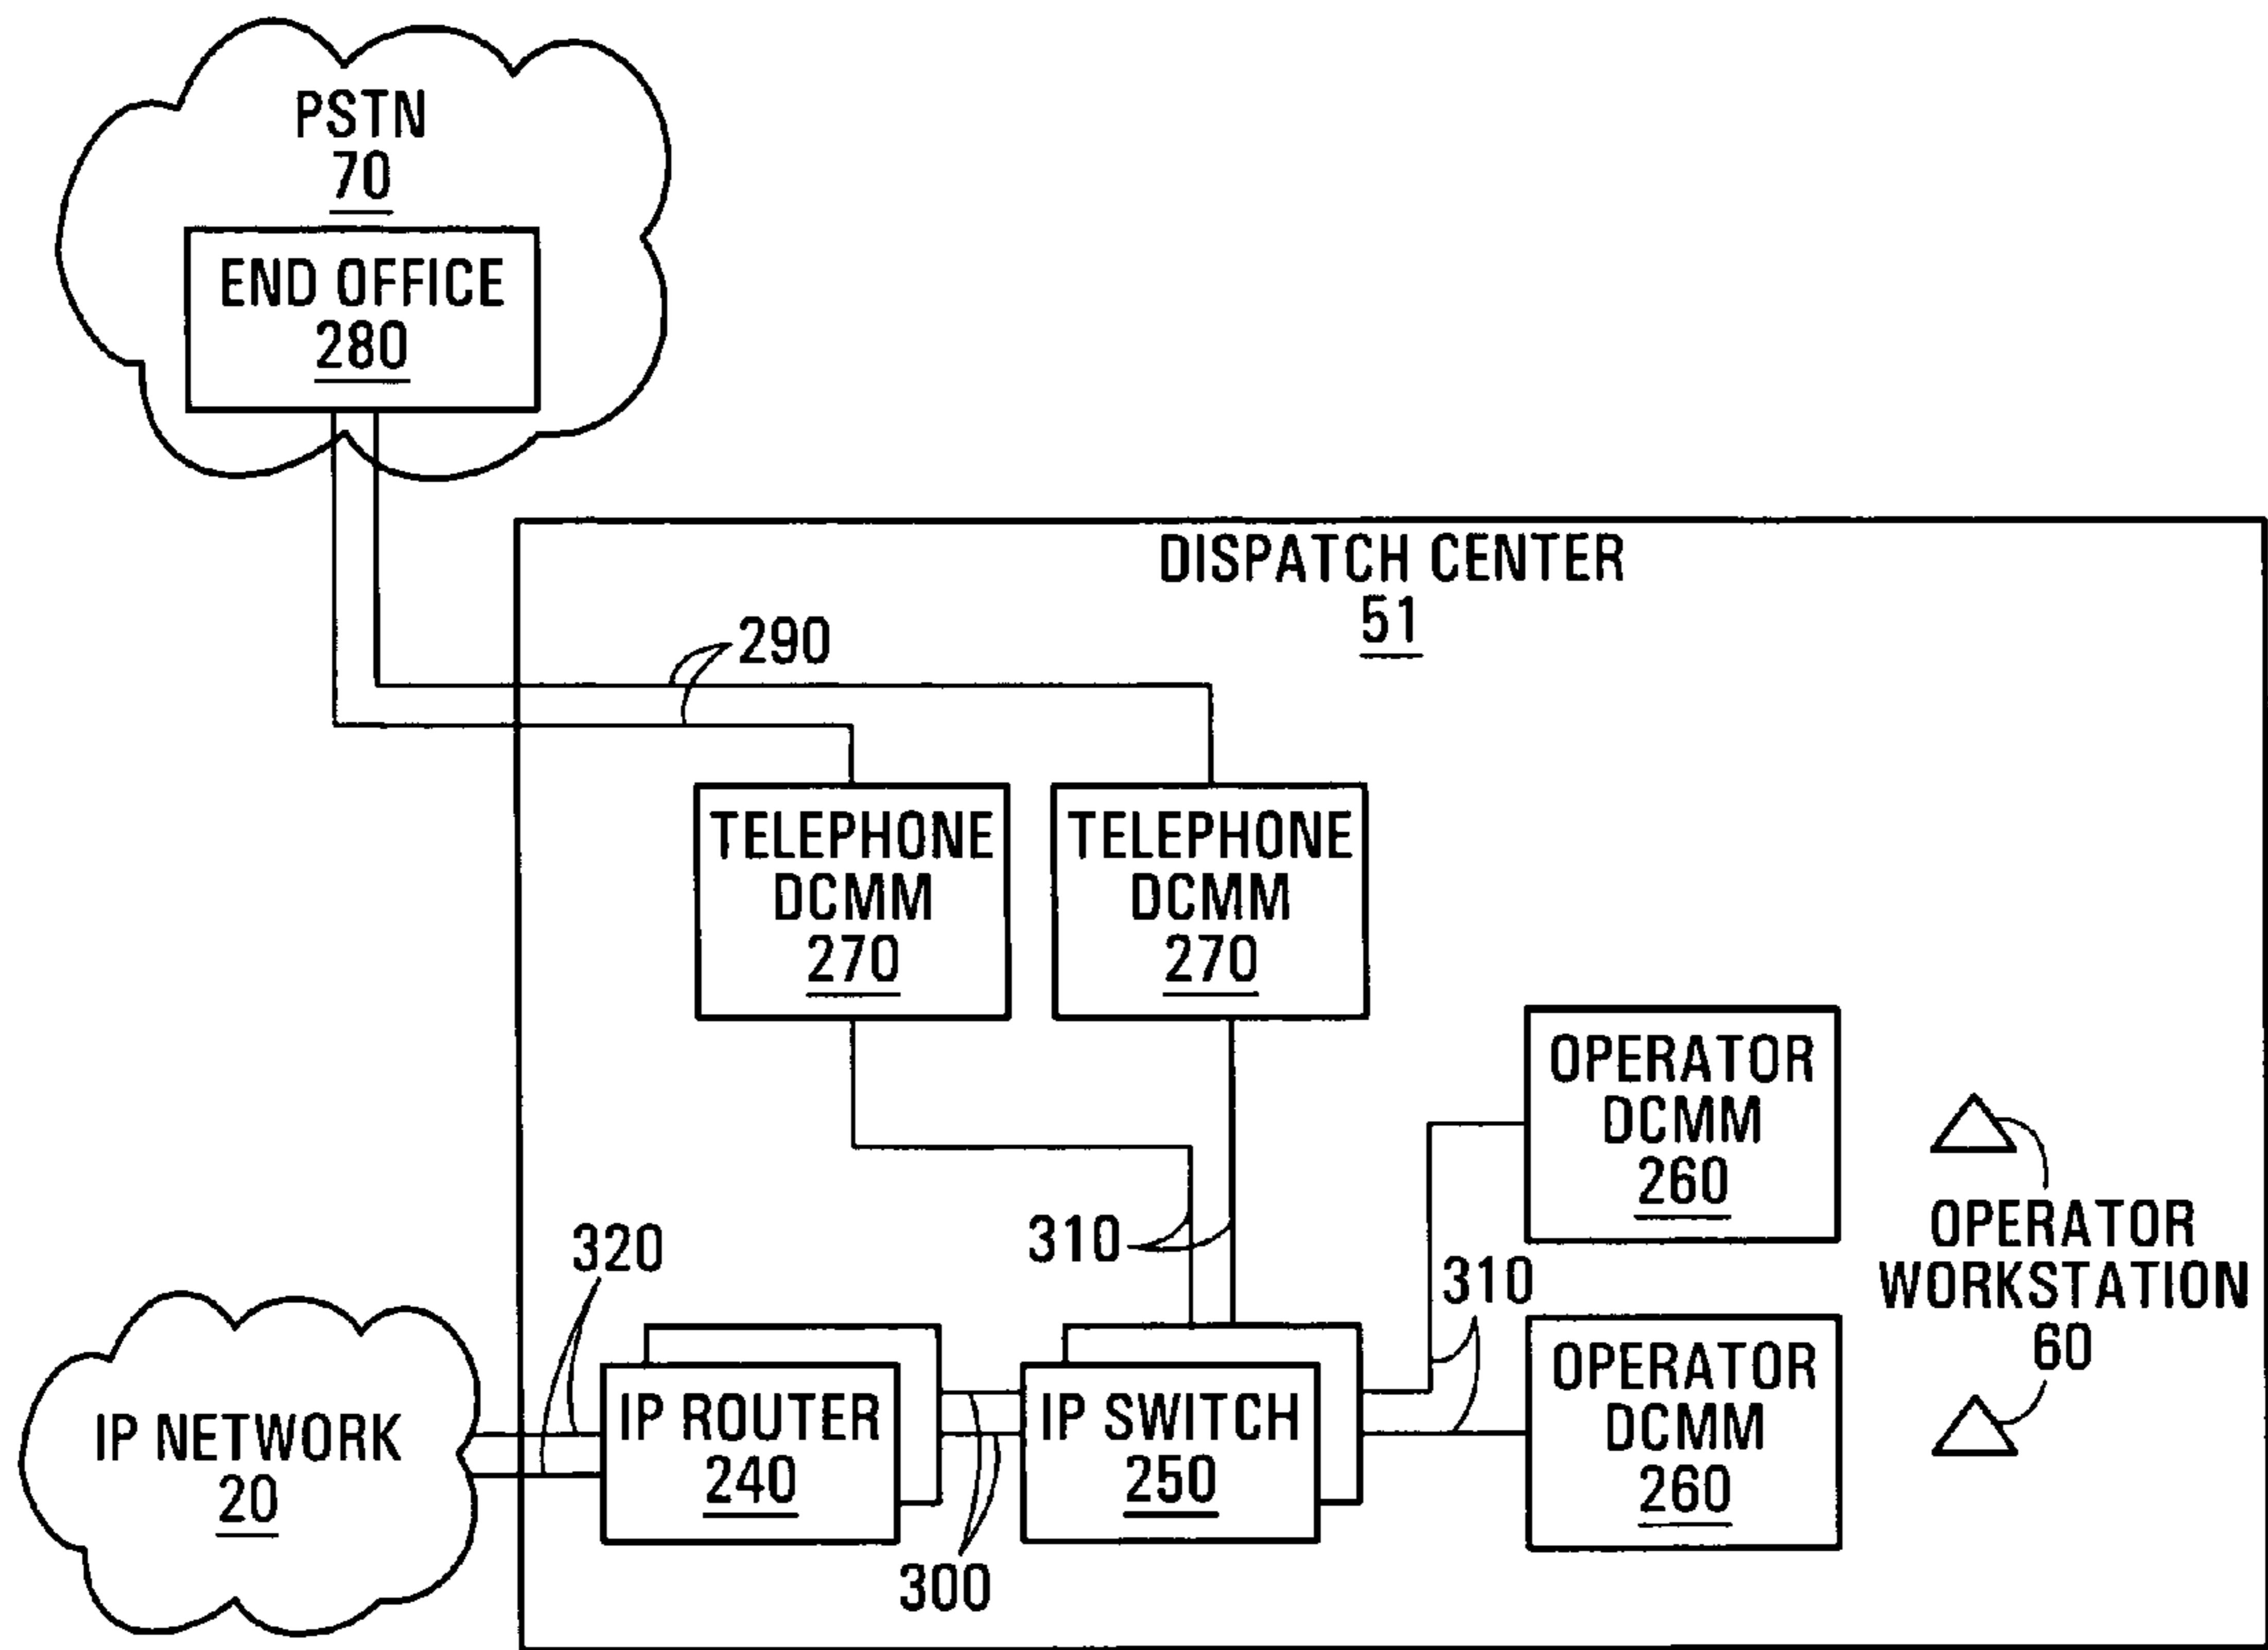 PSTN
70
END OFFICE
280
DISPATCH CENTER
51
290
TELEPHONE
DCMM
270
TELEPHONE
DCMM
270
OPERATOR
DCMM
260
OPERATOR
WORKSTATION
60
310
320
310
OPERATOR
DCMM
260
IP NETWORK
20
IP ROUTER
240
IP SWITCH
250
300